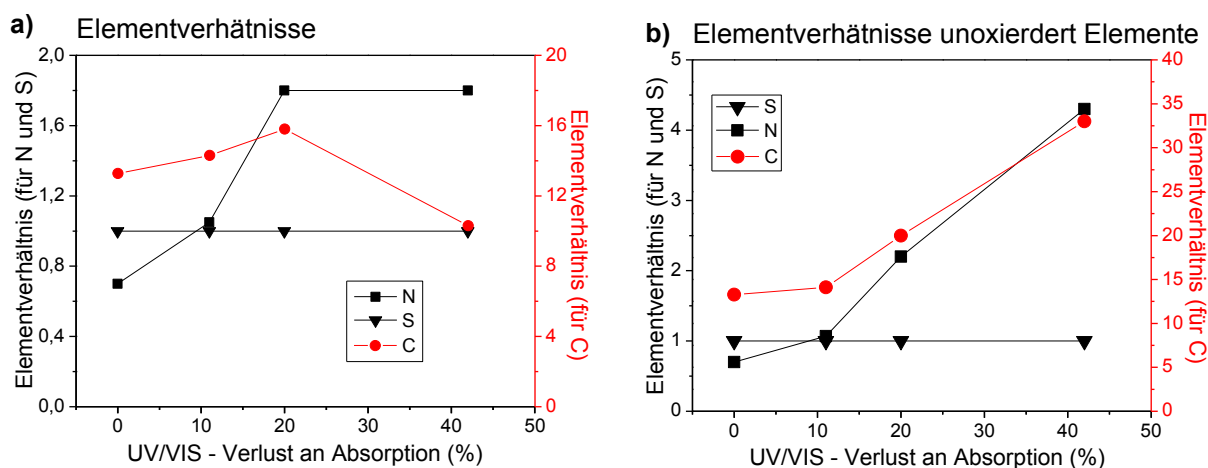 a) Elementverhätnisse
Elementverhältnis (für N und S)
2,0
1,6
1,2
0,8
0,4
0,0
20
16
12
8
4
0
Elementverhältnis (für C)
N
S
C
0 10 20 30 40 50
UV/VIS - Verlust an Absorption (%)
b) Elementverhätnisse unoxierdert Elemente
Elementverhältnis (für N und S)
5
4
3
2
1
0
40
35
30
25
20
15
10
5
0
Elementverhältnis (für C)
S
N
C
0 10 20 30 40 50
UV/VIS - Verlust an Absorption (%)